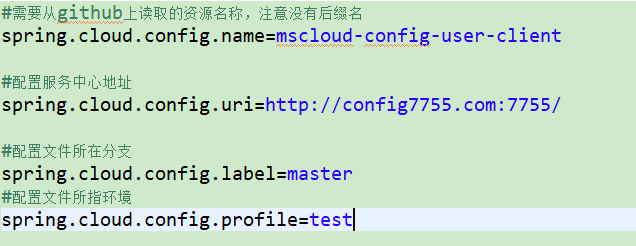 #需要从github上读取的资源名称，注意没有后缀名
spring.cloud.config.name=mscloud-config-user-client
#配置服务中心地址
spring.cloud.config.uri=http://config7755.com:7755/
#配置文件所在分支
spring.cloud.config.label=master
#配置文件所指环境
spring.cloud.config.profile=test